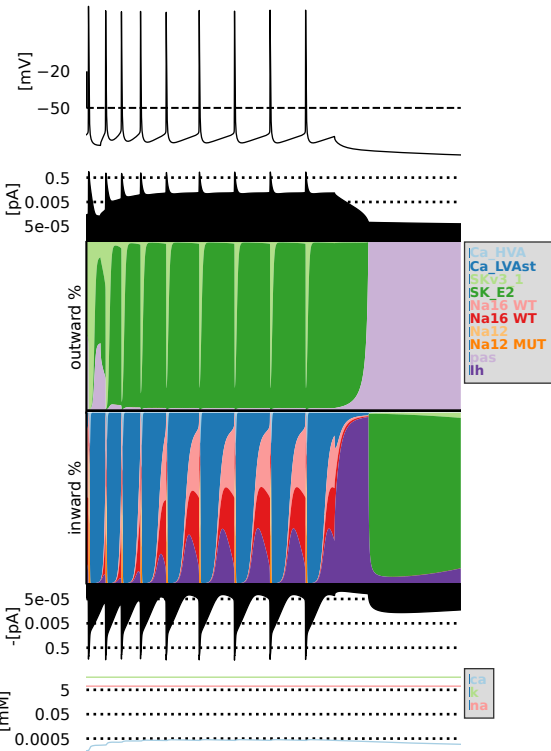 [mV]
−20
−50
[pA]
0.5
0.005
5e-05
outward %
Ca_HVA
Ca_LVAst
SKv3_1
SK_E2
Na16 WT
Na16 WT
Na12
Na12 MUT
pas
Ih
inward %
-[pA]
5e-05
0.005
0.5
[mM]
5
0.05
0.0005
ca
k
na